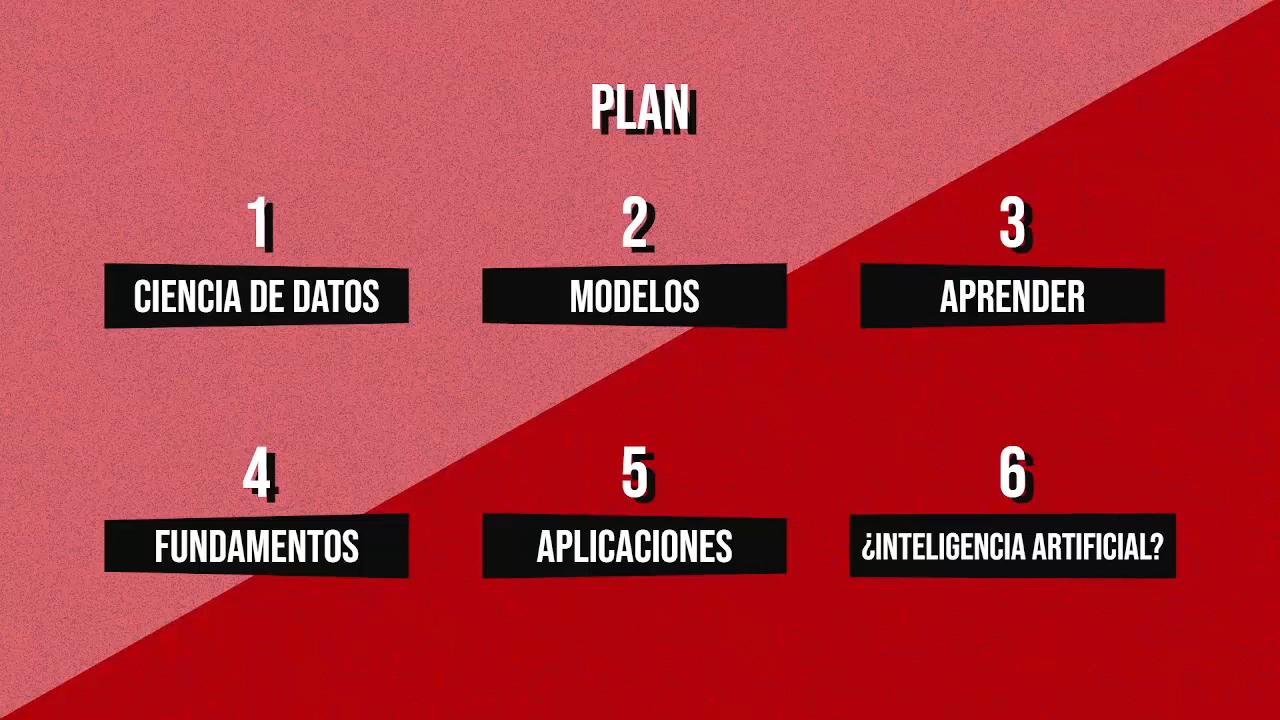 PLAN
1
2
3
CIENCIA DE DATOS
MODELOS
APRENDER
4
5
6
FUNDAMENTOS
APLICACIONES
¿INTELIGENCIA ARTIFICIAL?